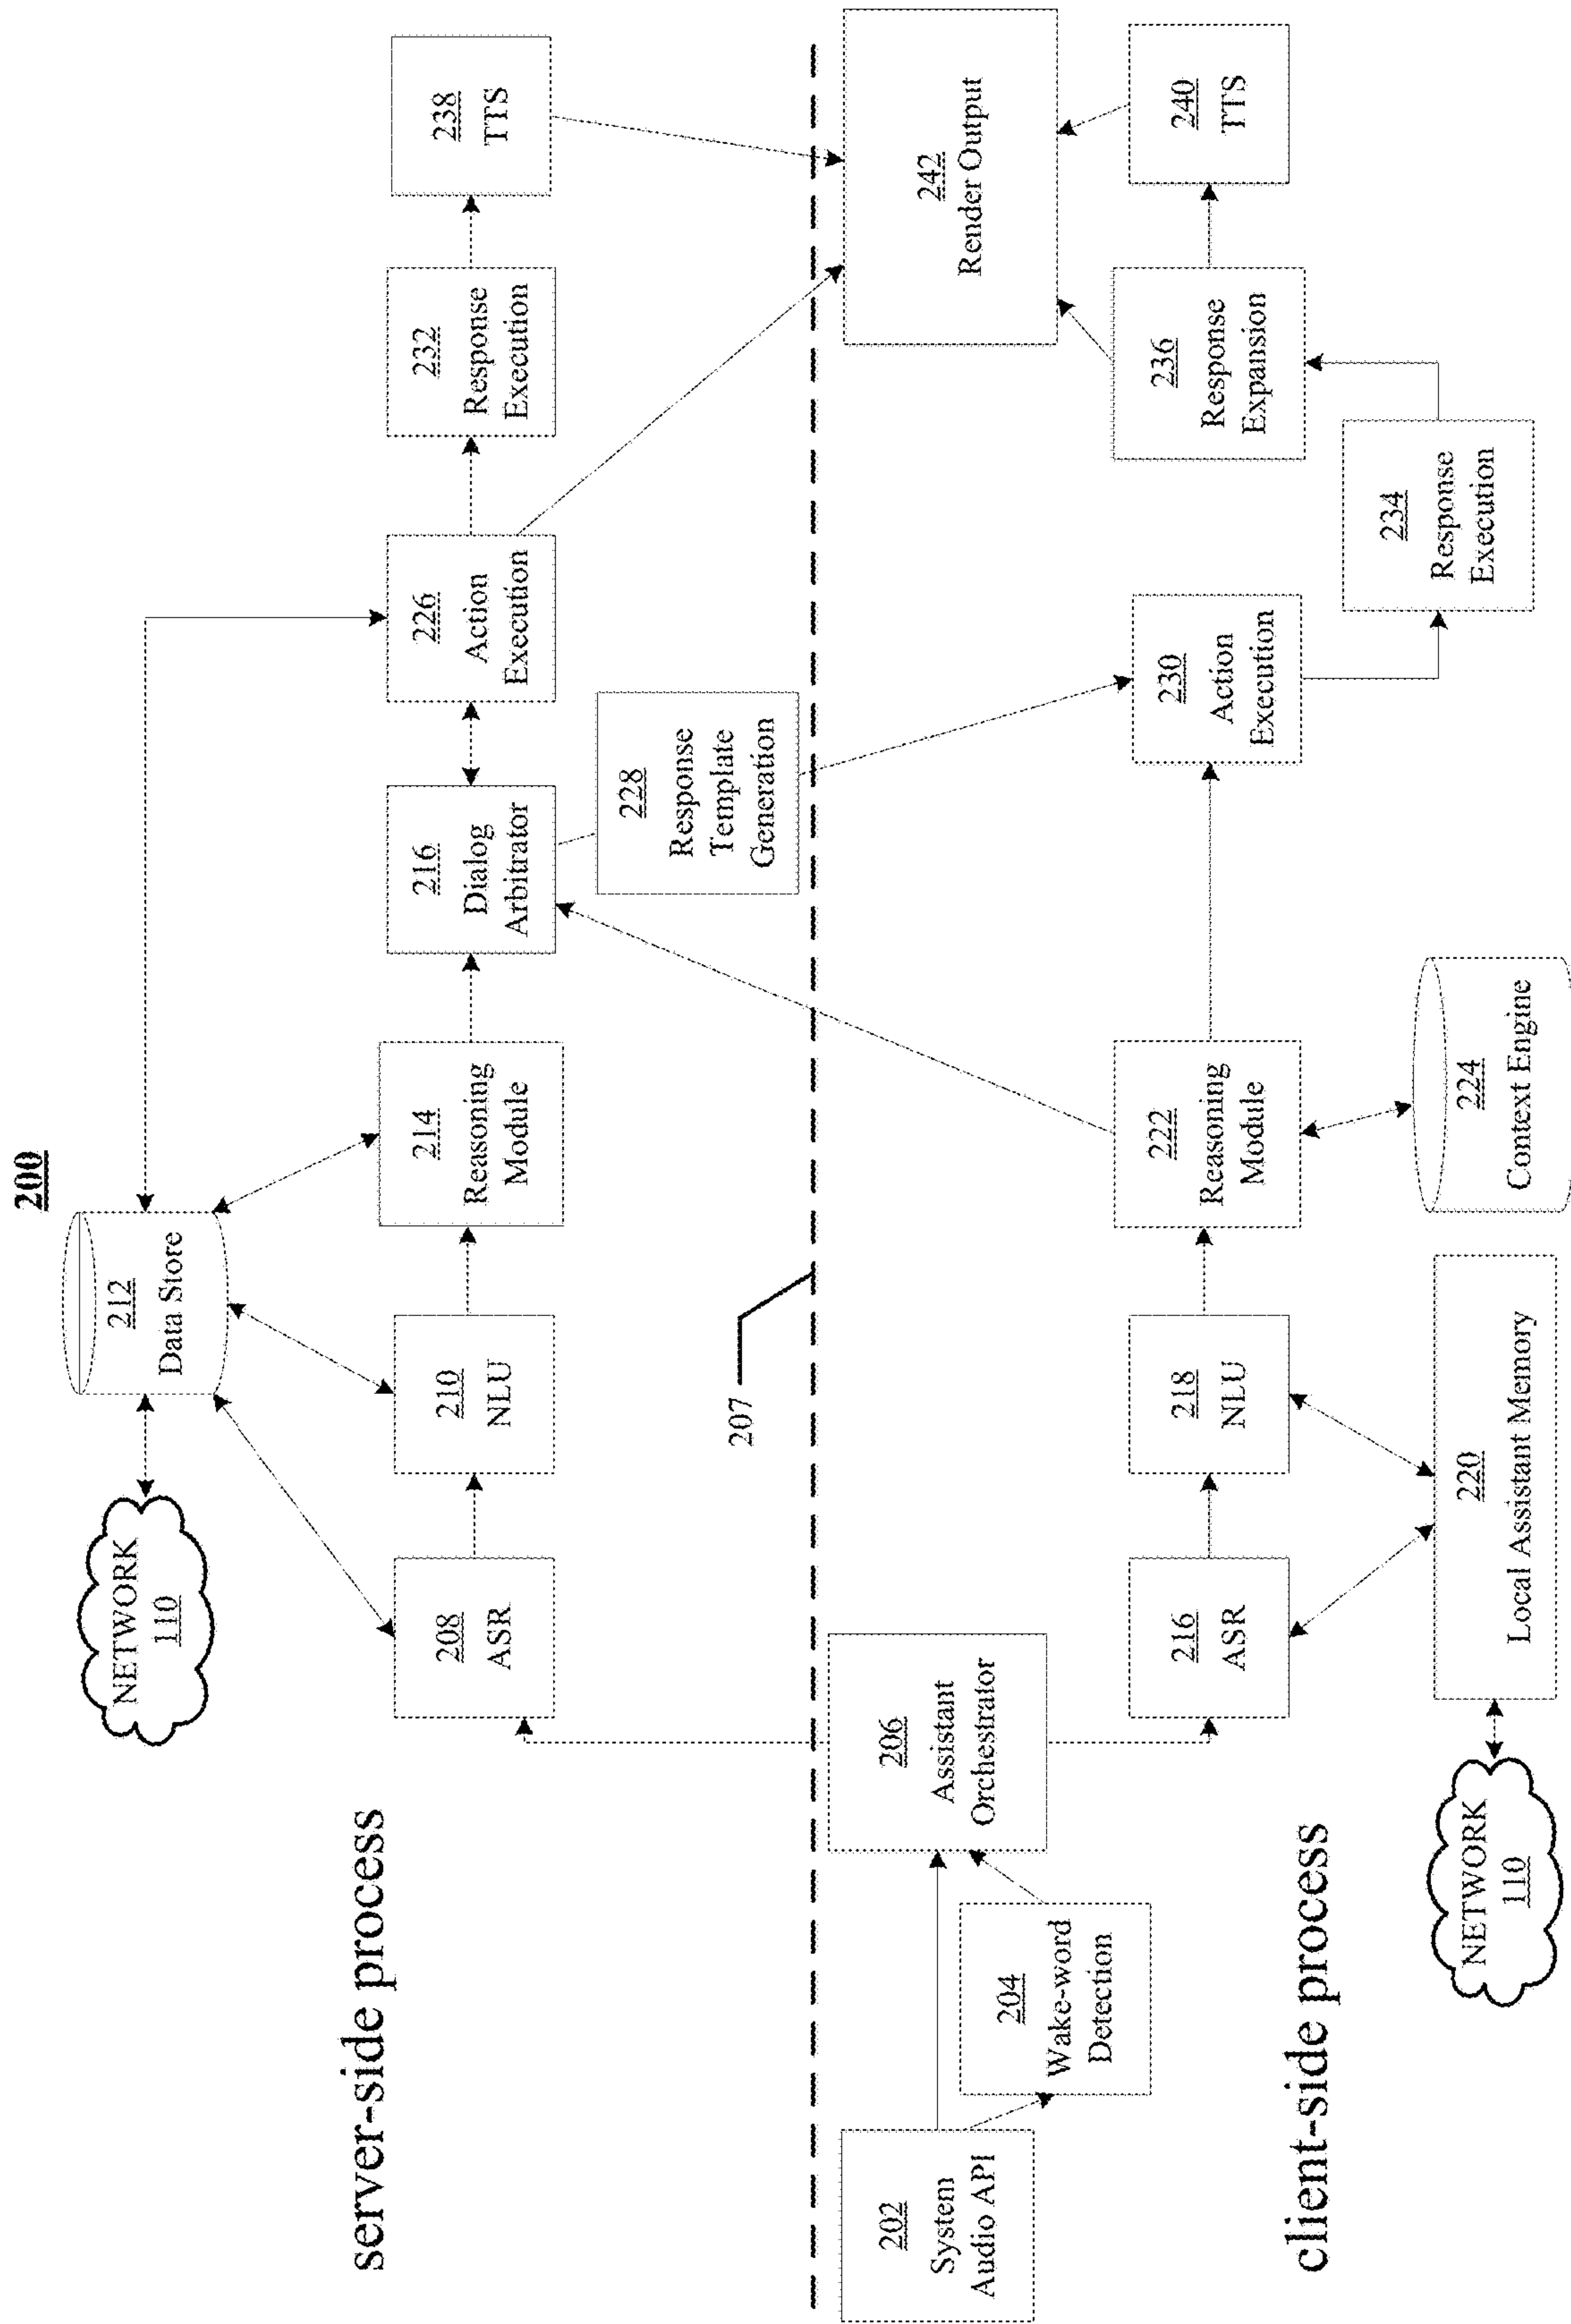 200
server-side process
NETWORK
110
212
Data Store
208
ASR
210
NLU
214
Reasoning
Module
216
Dialog
Arbitrator
226
Action
Execution
232
Response
Execution
238
TTS
228
Response
Template
Generation
207
202
System
Audio API
204
Wake-word
Detection
206
Assistant
Orchestrator
216
ASR
218
NLU
222
Reasoning
Module
230
Action
Execution
236
Response
Expansion
240
TTS
242
Render Output
234
Response
Execution
224
Context Engine
220
Local Assistant Memory
NETWORK
110
client-side process